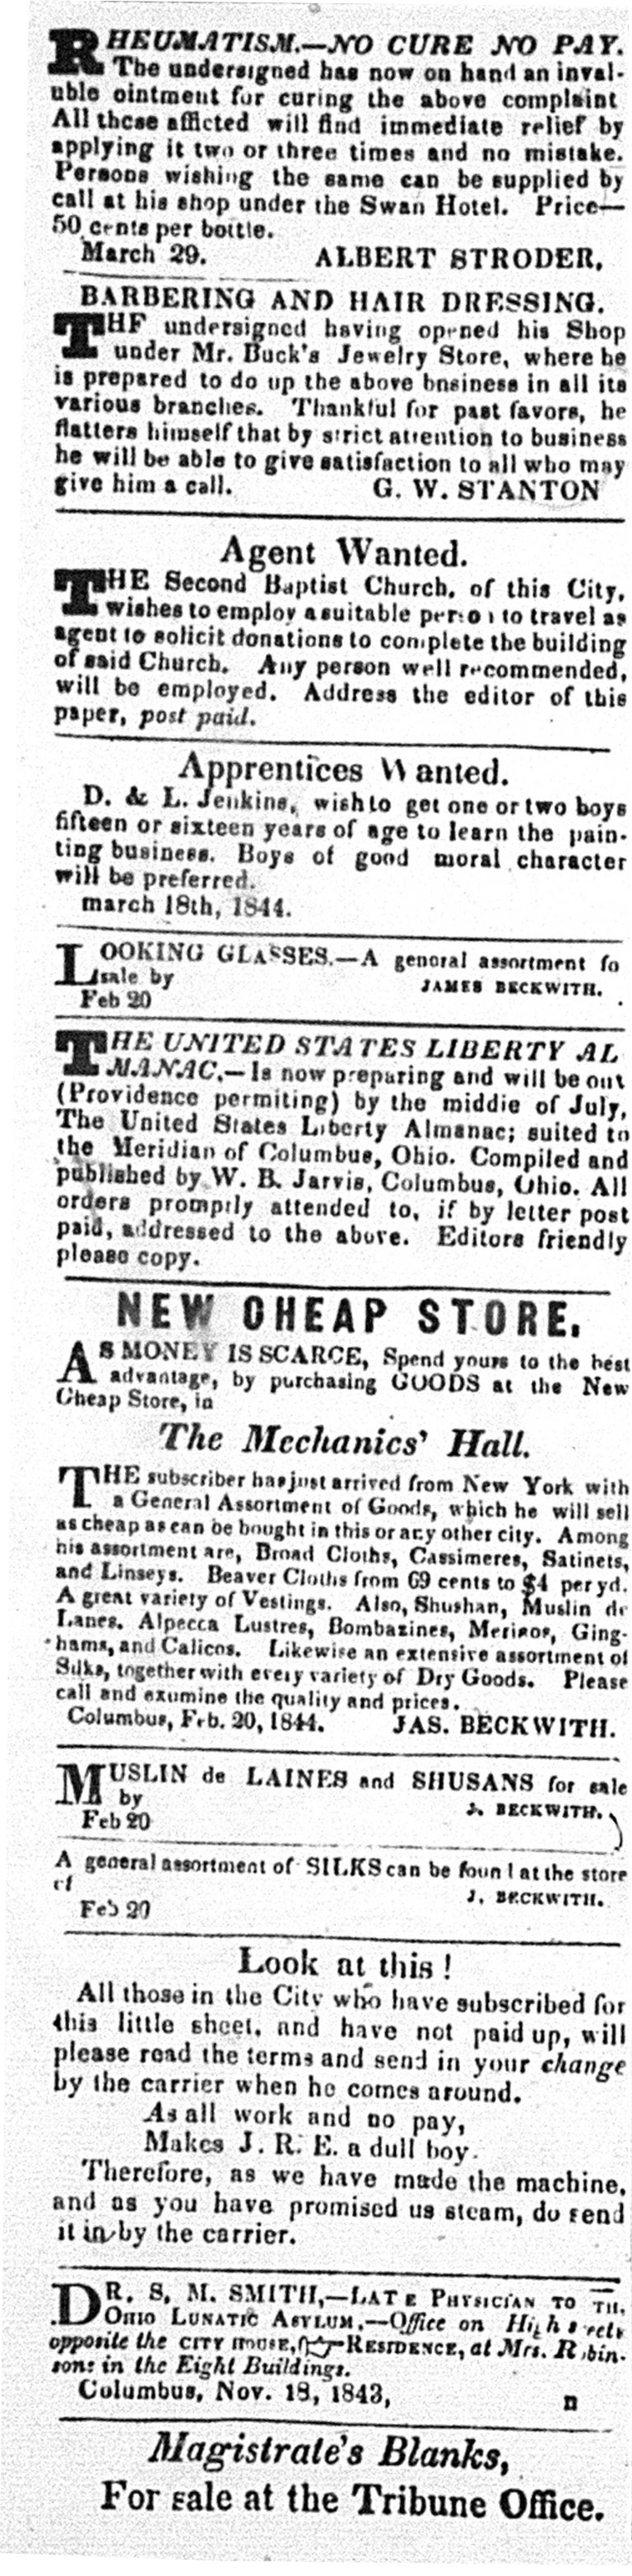 RHEUMATISM.—NO CURE NO PAY.
The undersigned has now on hand an inval-
uble ointment for curing the above complaint
All those afflcted will find immediate relief by
applying it two or three times and no mistake.
Persons wishing the same can be supplied by
call at his shop under the Swan Hotel. Price—
50 cents per bottle.
March 29. ALBERT STRODER,
BARBERING AND HAIR DRESSING.
THE undersigned having opened his Shop
under Mr. Buck's Jewelry Store, where he
is prepared to do up the above bnsiness in all its
various branches. Thankful for past favors, he
flatters himself that by strict attention to business
he will be able to give satisfaction to all who may
give him a call. G. W. STANTON
Agent Wanted.
THE Second Baptist Church, of this City,
wishes to employ a suitable person to travel as
agent to solicit donations to complete the building
of said Church. Any person well recommended,
will be employed. Address the editor of this
paper, post paid.
Apprentices Wanted.
D. & L. Jenkins, wish to get one or two boys
fifteen or sixteen years of age to learn the pain-
ting business. Boys of good moral character
will be preferred.
march 18th, 1844.
LOOKING GLASSES.—A general assortment fo
sale by JAMES BECKWITH.
Feb 20
THE UNITED STATES LIBERTY AL
MANAC.—Is now preparing and will be out
(Providence permiting) by the middie of July,
The United States Liberty Almanac; suited to
the Meridian of Columbus, Ohio. Compiled and
published by W. B. Jarvis, Columbus, Ohio. All
orders promptly attended to, if by letter post
paid, addressed to the above. Editors friendly
please copy.
NEW CHEAP STORE.
AS MONEY IS SCARCE, Spend yours to the best
advantage, by purchasing GOODS at the New
Cheap Store, in
The Mechanics' Hall.
THE subscriber has just arrived from New York with
a General Assortment of Goods, which he will sell
as cheap as can be bought in this or any other city. Among
his assortment are, Broad Cloths, Cassimeres, Satinets,
and Linseys. Beaver Cloths from 69 cents to $4 per yd.
A great variety of Vestings. Also, Shushan, Muslin de
Lanes. Alpecca Lustres, Bombazines, Merinos, Ging-
hams, and Calicos. Likewise an extensive assortment of
Silks, together with every variety of Dry Goods. Please
call and exumine the quality and prices.
Columbus, Feb. 20, 1844. JAS. BECKWITH.
MUSLIN de LAINES and SHUSANS for sale
by J. BECKWITH.
Feb 20
A general assortment of SILKS can be found at the store
of J. BECKWITH.
Feb 20
Look at this!
All those in the City who have subscribed for
this little sheet, and have not paid up, will
please read the terms and send in your change
by the carrier when he comes around.
As all work and no pay,
Makes J. R. E. a dull boy.
Therefore, as we have made the machine,
and as you have promised us steam, do send
it in by the carrier.
DR. S. M. SMITH,—LATE PHYSICIAN TO TH.
OHIO LUNATIC ASYLUM.—Office on High
opposite the CITY HOUSE, ☞RESIDENCE, at Mrs. Robin-
sons in the Eight Buildings.
Columbus, Nov. 18, 1843, n
Magistrate's Blanks,
For sale at the Tribune Office.